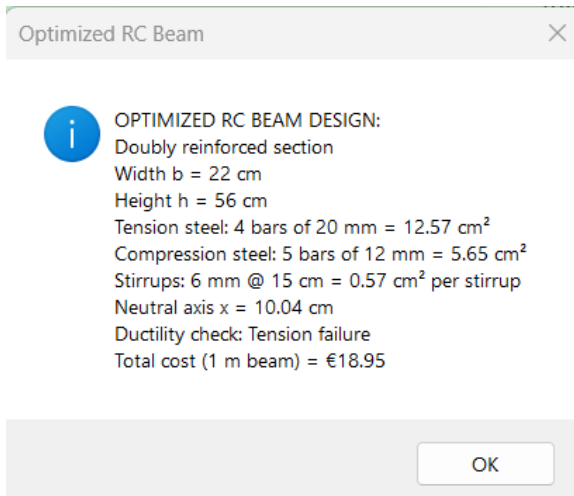 Optimized RC Beam
OPTIMIZED RC BEAM DESIGN:
Doubly reinforced section
Width b = 22 cm
Height h = 56 cm
Tension steel: 4 bars of 20 mm = 12.57 cm²
Compression steel: 5 bars of 12 mm = 5.65 cm²
Stirrups: 6 mm @ 15 cm = 0.57 cm² per stirrup
Neutral axis x = 10.04 cm
Ductility check: Tension failure
Total cost (1 m beam) = €18.95
OK